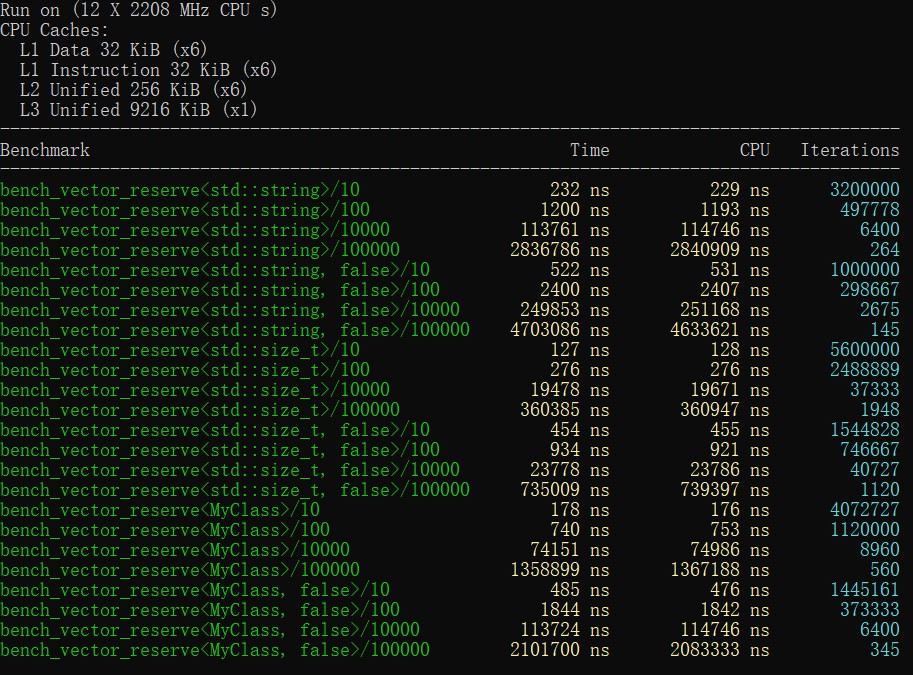 Run on (12 X 2208 MHz CPU s)
CPU Caches:
  L1 Data 32 KiB (x6)
  L1 Instruction 32 KiB (x6)
  L2 Unified 256 KiB (x6)
  L3 Unified 9216 KiB (x1)
------------------------------------------------------------------------------------------
Benchmark                                                Time             CPU   Iterations
------------------------------------------------------------------------------------------
bench_vector_reserve<std::string>/10                   232 ns          229 ns      3200000
bench_vector_reserve<std::string>/100                 1200 ns         1193 ns       497778
bench_vector_reserve<std::string>/10000             113761 ns       114746 ns         6400
bench_vector_reserve<std::string>/100000           2836786 ns      2840909 ns          264
bench_vector_reserve<std::string, false>/10            522 ns          531 ns      1000000
bench_vector_reserve<std::string, false>/100          2400 ns         2407 ns       298667
bench_vector_reserve<std::string, false>/10000      249853 ns       251168 ns         2675
bench_vector_reserve<std::string, false>/100000    4703086 ns      4633621 ns          145
bench_vector_reserve<std::size_t>/10                   127 ns          128 ns      5600000
bench_vector_reserve<std::size_t>/100                  276 ns          276 ns      2488889
bench_vector_reserve<std::size_t>/10000              19478 ns        19671 ns        37333
bench_vector_reserve<std::size_t>/100000            360385 ns       360947 ns         1948
bench_vector_reserve<std::size_t, false>/10            454 ns          455 ns      1544828
bench_vector_reserve<std::size_t, false>/100           934 ns          921 ns       746667
bench_vector_reserve<std::size_t, false>/10000       23778 ns        23786 ns        40727
bench_vector_reserve<std::size_t, false>/100000     735009 ns       739397 ns         1120
bench_vector_reserve<MyClass>/10                       178 ns          176 ns      4072727
bench_vector_reserve<MyClass>/100                      740 ns          753 ns      1120000
bench_vector_reserve<MyClass>/10000                  74151 ns        74986 ns         8960
bench_vector_reserve<MyClass>/100000               1358899 ns      1367188 ns          560
bench_vector_reserve<MyClass, false>/10                485 ns          476 ns      1445161
bench_vector_reserve<MyClass, false>/100              1844 ns         1842 ns       373333
bench_vector_reserve<MyClass, false>/10000          113724 ns       114746 ns         6400
bench_vector_reserve<MyClass, false>/100000        2101700 ns      2083333 ns          345